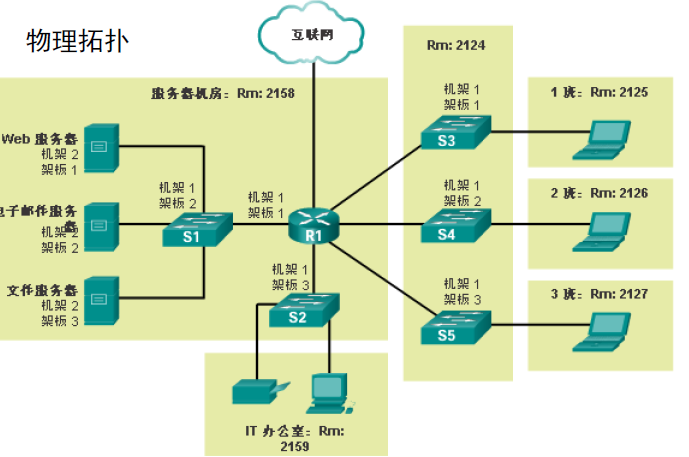 物理拓扑
互联网
Rm: 2124
服务器机房：Rm: 2158
机架 1
架板 1
S3
1 班：Rm: 2125
Web 服务器
机架 2
架板 1
机架 1
架板 2
S1
机架 1
架板 1
R1
机架 1
架板 2
S4
2 班：Rm: 2126
电子邮件服务
器
机架 2
架板 2
文件服务器
机架 2
架板 3
机架 1
架板 3
S2
机架 1
架板 3
S5
3 班：Rm: 2127
IT 办公室：Rm:
2159